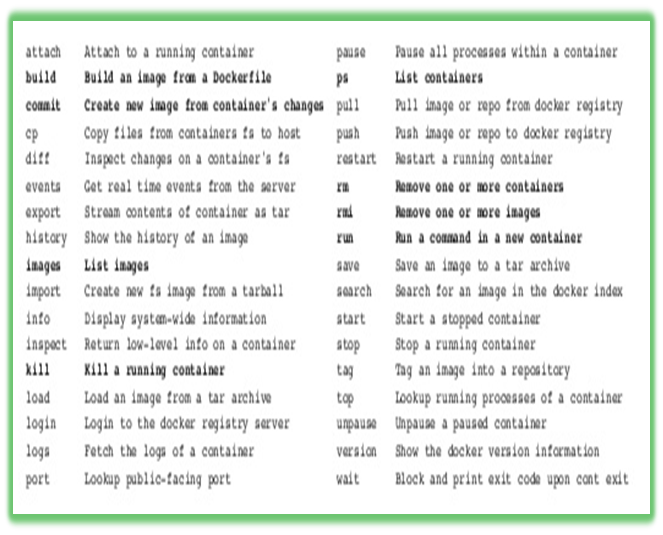 attach Attach to a running container
build Build an image from a Dockerfile
commit Create new image from container's changes
cp Copy files from containers fs to host
diff Inspect changes on a container's fs
events Get real time events from the server
export Stream contents of container as tar
history Show the history of an image
images List images
import Create new fs image from a tarball
info Display system-wide information
inspect Return low-level info on a container
kill Kill a running container
load Load an image from a tar archive
login Login to the docker registry server
logs Fetch the logs of a container
port Lookup public-facing port
pause Pause all processes within a container
ps List containers
pull Pull image or repo from docker registry
push Push image or repo to docker registry
restart Restart a running container
rm Remove one or more containers
rmi Remove one or more images
run Run a command in a new container
save Save an image to a tar archive
search Search for an image in the docker index
start Start a stopped container
stop Stop a running container
tag Tag an image into a repository
top Lookup running processes of a container
unpause Unpause a paused container
version Show the docker version information
wait Block and print exit code upon cont exit